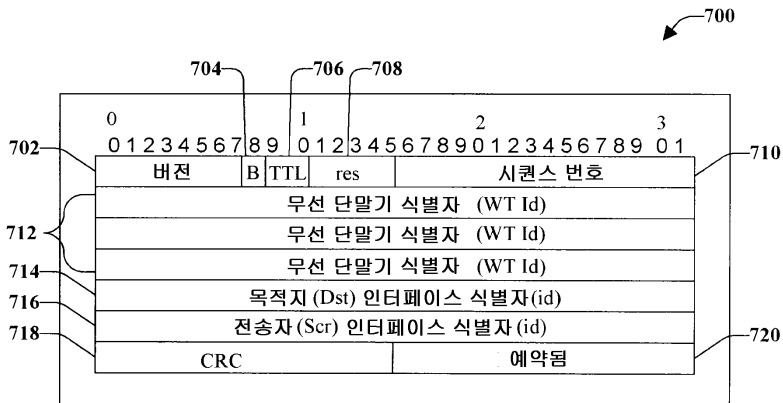 700
704 706 708
0 1 2 3
0 1 2 3 4 5 6 7 8 9 0 1 2 3 4 5 6 7 8 9 0 1 2 3 4 5 6 7 8 9 0 1
702 버전 B TTL res 시퀀스 번호 710
무선 단말기 식별자 (WT Id)
712 무선 단말기 식별자 (WT Id)
무선 단말기 식별자 (WT Id)
714 목적지 (Dst) 인터페이스 식별자(id)
716 전송자 (Scr) 인터페이스 식별자(id)
718 CRC 예약됨 720